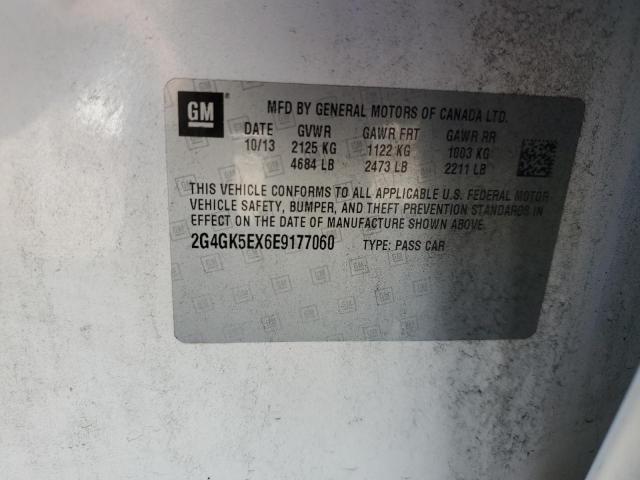 GM
MFD BY GENERAL MOTORS OF CANADA LTD.
DATE GVWR GAWR FRT GAWR RR
10/13 2125 KG 1122 KG 1003 KG
4684 LB 2473 LB 2211 LB
THIS VEHICLE CONFORMS TO ALL APPLICABLE U.S. FEDERAL MOTOR
VEHICLE SAFETY, BUMPER, AND THEFT PREVENTION STANDARDS IN
EFFECT ON THE DATE OF MANUFACTURE SHOWN ABOVE.
2G4GK5EX6E9177060 TYPE: PASS CAR